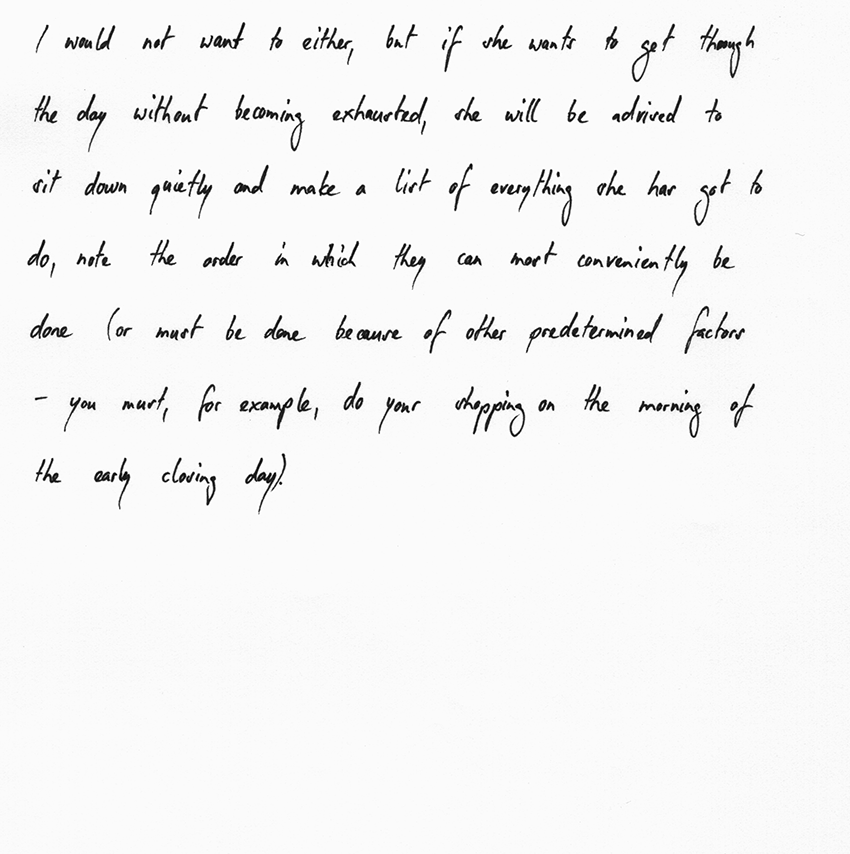 I would not want to either, but if she wants to get though
the day without becoming exhausted, she will be advised to
sit down quietly and make a list of everything she has got to
do, note the order in which they can most conveniently be
done (or must be done because of other predetermined factors
- you must, for example, do your shopping on the morning of
the early closing day).